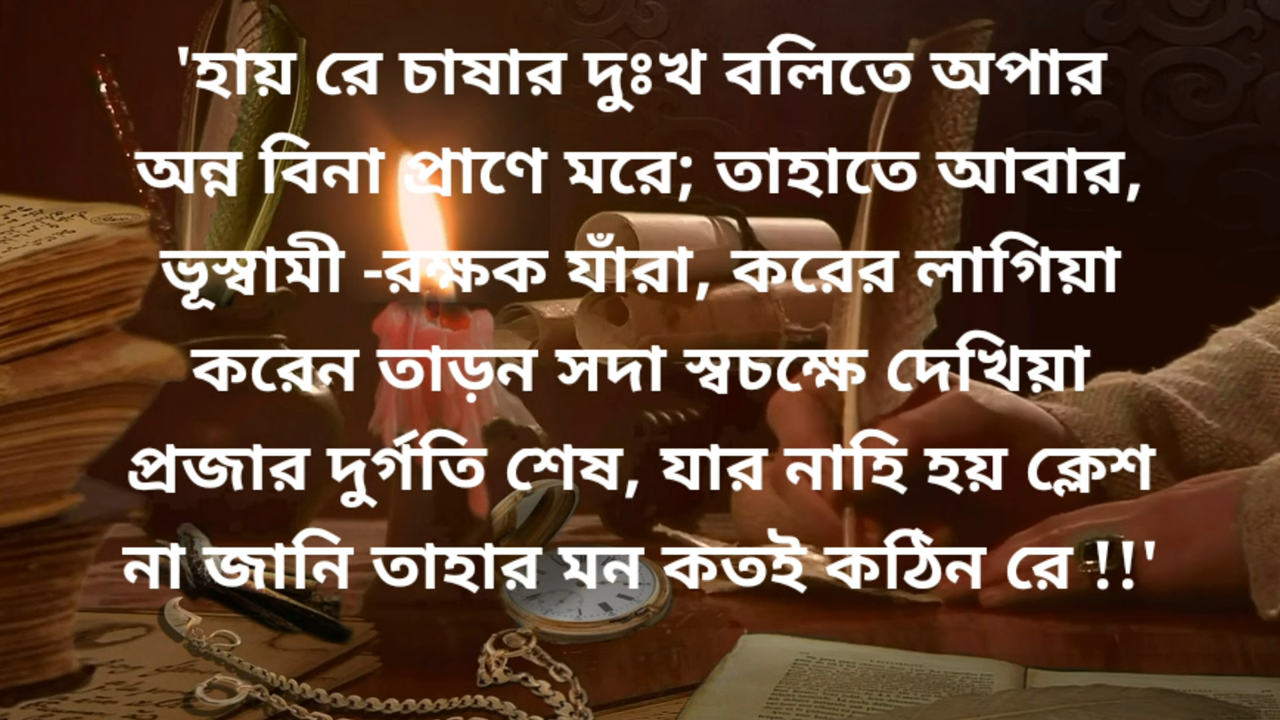 'হায় রে চাষার দুঃখ বলিতে অপার
অন্ন বিনা প্রাণে মরে; তাহাতে আবার,
ভূস্বামী -রক্ষক যাঁরা, করের লাগিয়া
করেন তাড়ন সদা স্বচক্ষে দেখিয়া
প্রজার দুর্গতি শেষ, যার নাহি হয় ক্লেশ
না জানি তাহার মন কতই কঠিন রে !!'